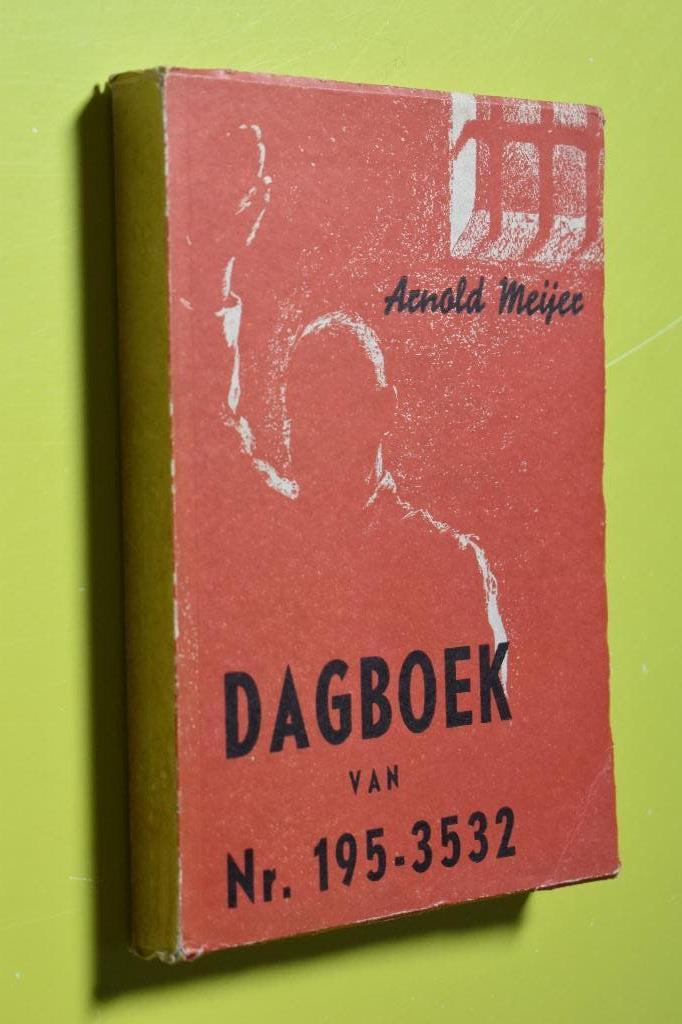 Arnold Meijer
DAGBOEK
VAN
Nr. 195-3532